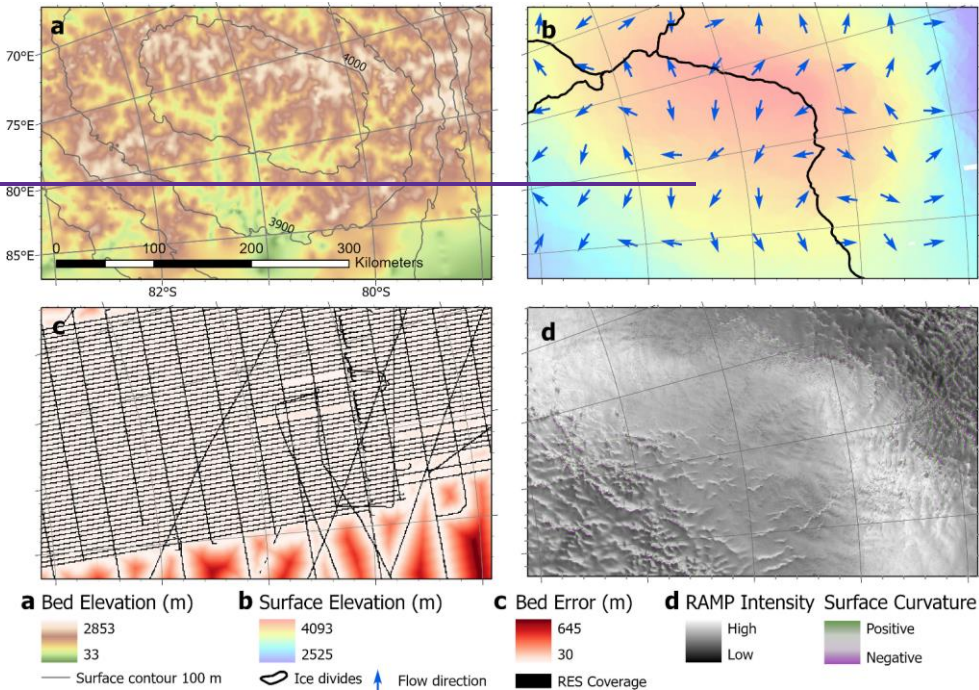 a
b
70°E
75°E
80°E
85°E
4000
3900
0 100 200 300
Kilometers
82°S 80°S
c
d
a Bed Elevation (m)
2853
33
Surface contour 100 m
b Surface Elevation (m)
4093
2525
Ice divides
Flow direction
c Bed Error (m)
645
30
RES Coverage
d RAMP Intensity
High
Low
Surface Curvature
Positive
Negative